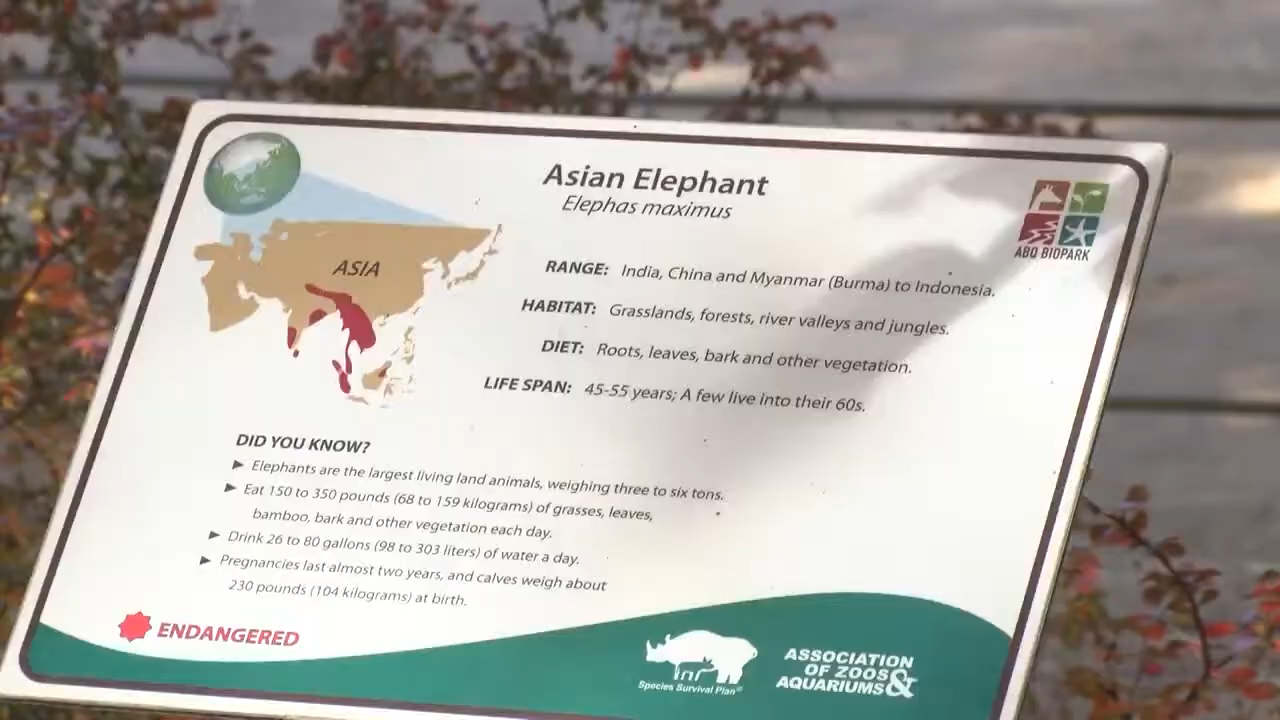 Asian Elephant
Elephas maximus
ASIA
ABQ BIOPARK
RANGE: India, China and Myanmar (Burma) to Indonesia.
HABITAT: Grasslands, forests, river valleys and jungles.
DIET: Roots, leaves, bark and other vegetation.
LIFE SPAN: 45-55 years; A few live into their 60s.
DID YOU KNOW?
► Elephants are the largest living land animals, weighing three to six tons.
► Eat 150 to 350 pounds (68 to 159 kilograms) of grasses, leaves,
bamboo, bark and other vegetation each day.
► Drink 26 to 80 gallons (98 to 303 liters) of water a day.
► Pregnancies last almost two years, and calves weigh about
230 pounds (104 kilograms) at birth.
ENDANGERED
Species Survival Plan®
ASSOCIATION
OF ZOOS
AQUARIUMS &